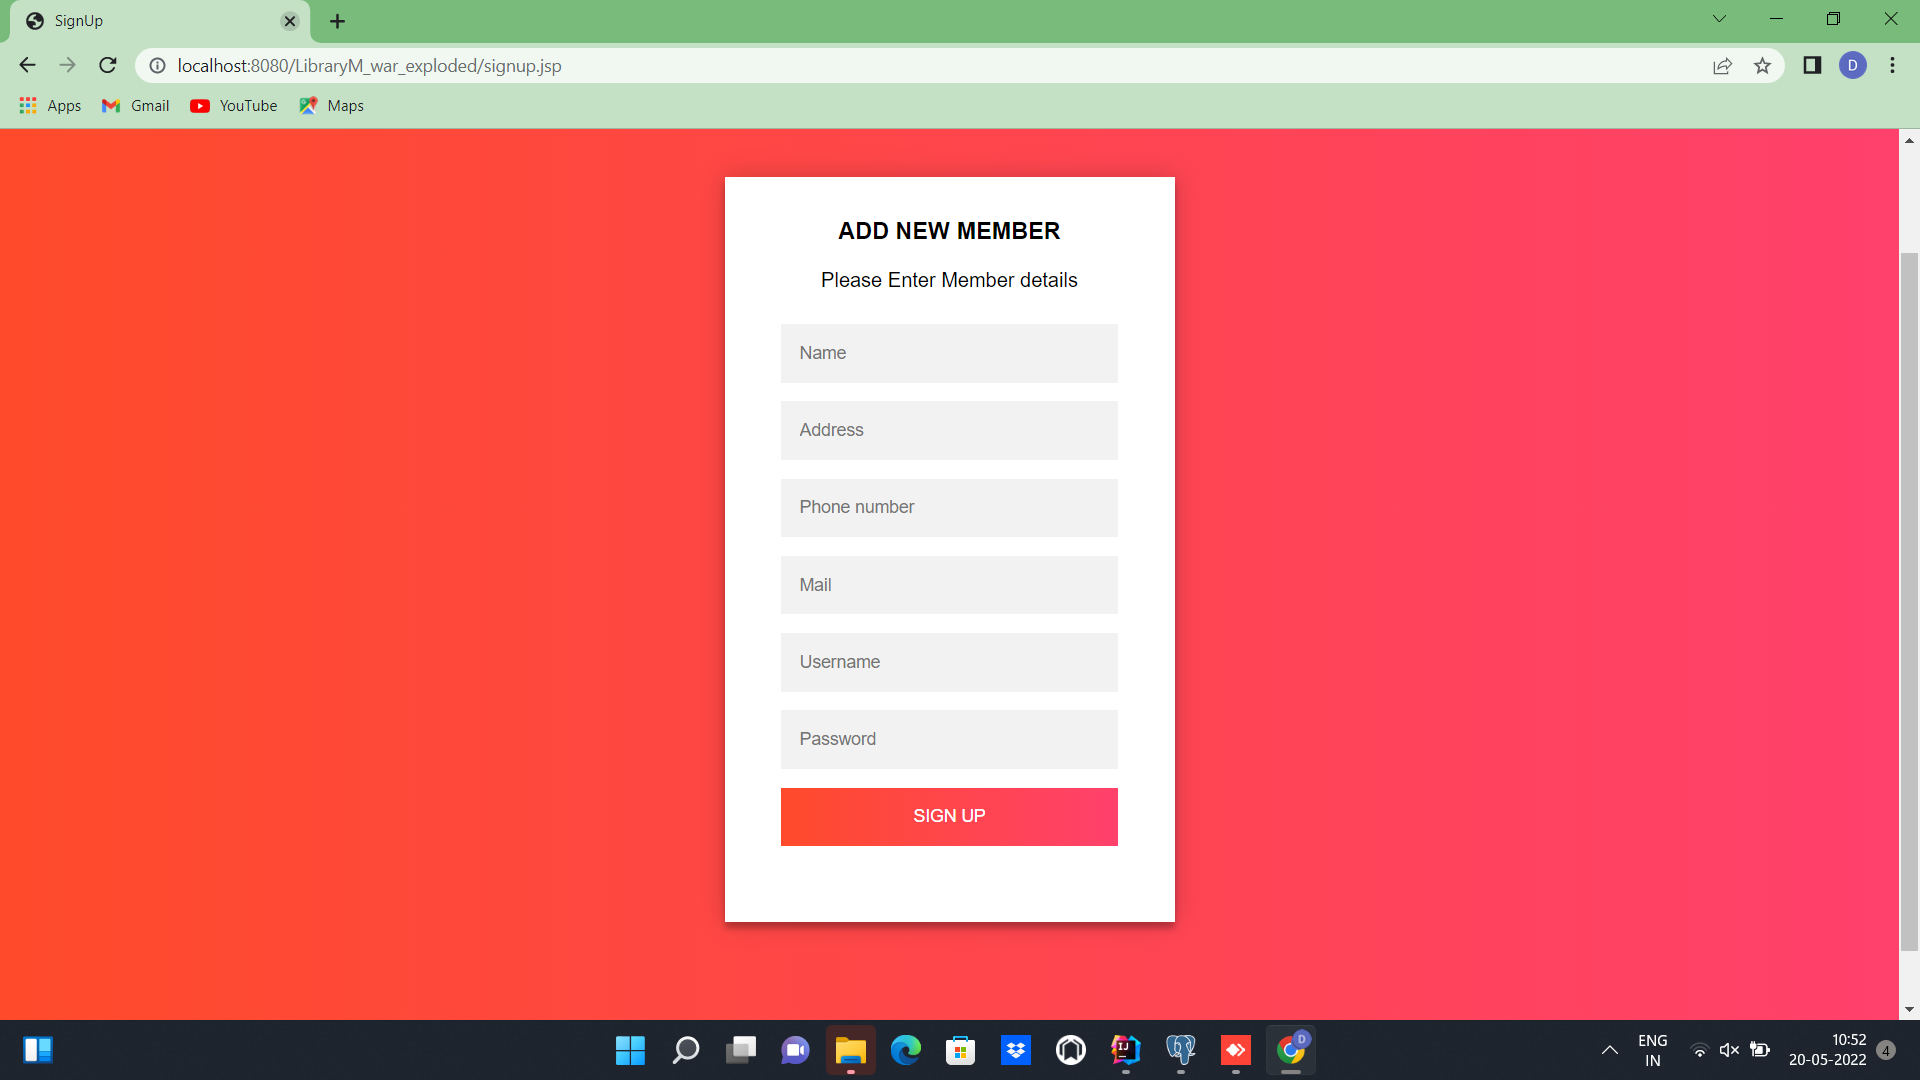 SignUp
localhost:8080/LibraryM_war_exploded/signup.jsp
D
Apps
Gmail
YouTube
Maps
ADD NEW MEMBER
Please Enter Member details
Name
Address
Phone number
Mail
Username
Password
SIGN UP
IJ
D
ENG
IN
10:52
20-05-2022
4